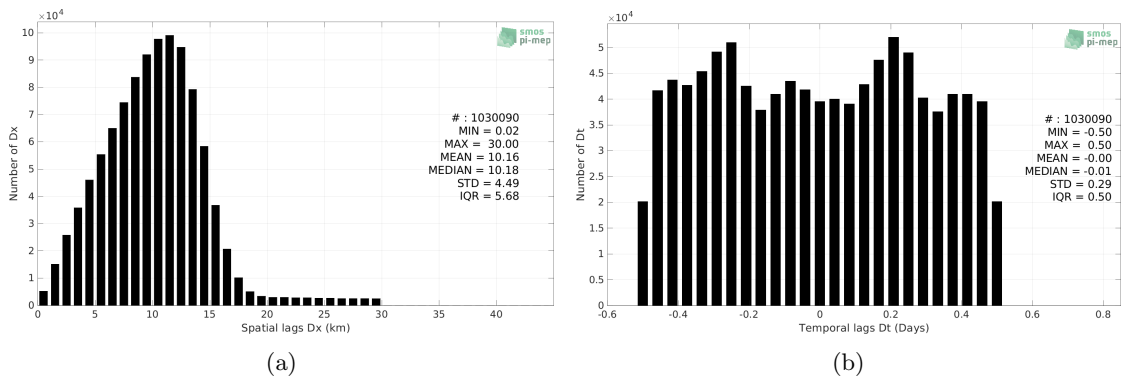 ×10⁴
10
9
8
7
6
5
4
3
2
1
0
Number of Dx
0 5 10 15 20 25 30 35 40
Spatial lags Dx (km)
smos
pi-mep
# : 1030090
MIN = 0.02
MAX = 30.00
MEAN = 10.16
MEDIAN = 10.18
STD = 4.49
IQR = 5.68
(a)
×10⁴
5
4.5
4
3.5
3
2.5
2
1.5
1
0.5
0
Number of Dt
-0.6 -0.4 -0.2 0 0.2 0.4 0.6 0.8
Temporal lags Dt (Days)
smos
pi-mep
# : 1030090
MIN = -0.50
MAX = 0.50
MEAN = -0.00
MEDIAN = -0.01
STD = 0.29
IQR = 0.50
(b)